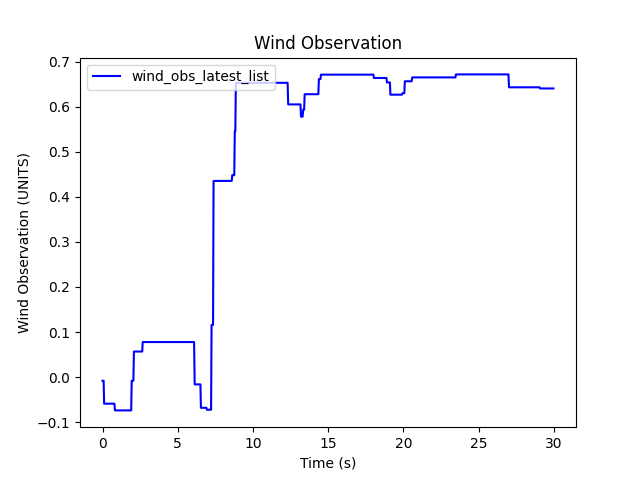 Wind Observation
wind_obs_latest_list
Wind Observation (UNITS)
0.7
0.6
0.5
0.4
0.3
0.2
0.1
0.0
−0.1
0 5 10 15 20 25 30
Time (s)